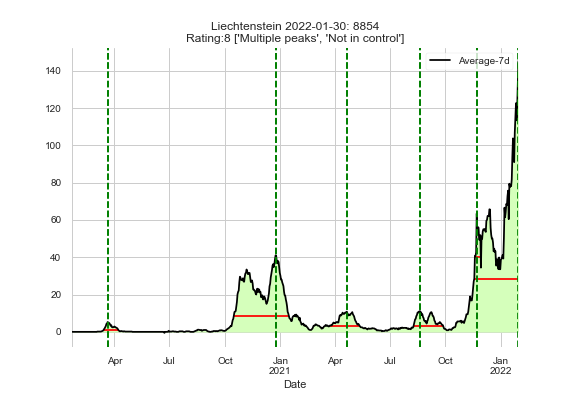 Liechtenstein 2022-01-30: 8854
Rating:8 ['Multiple peaks', 'Not in control']
Average-7d
140
120
100
80
60
40
20
0
Apr Jul Oct Jan Apr Jul Oct Jan
2021 2022
Date